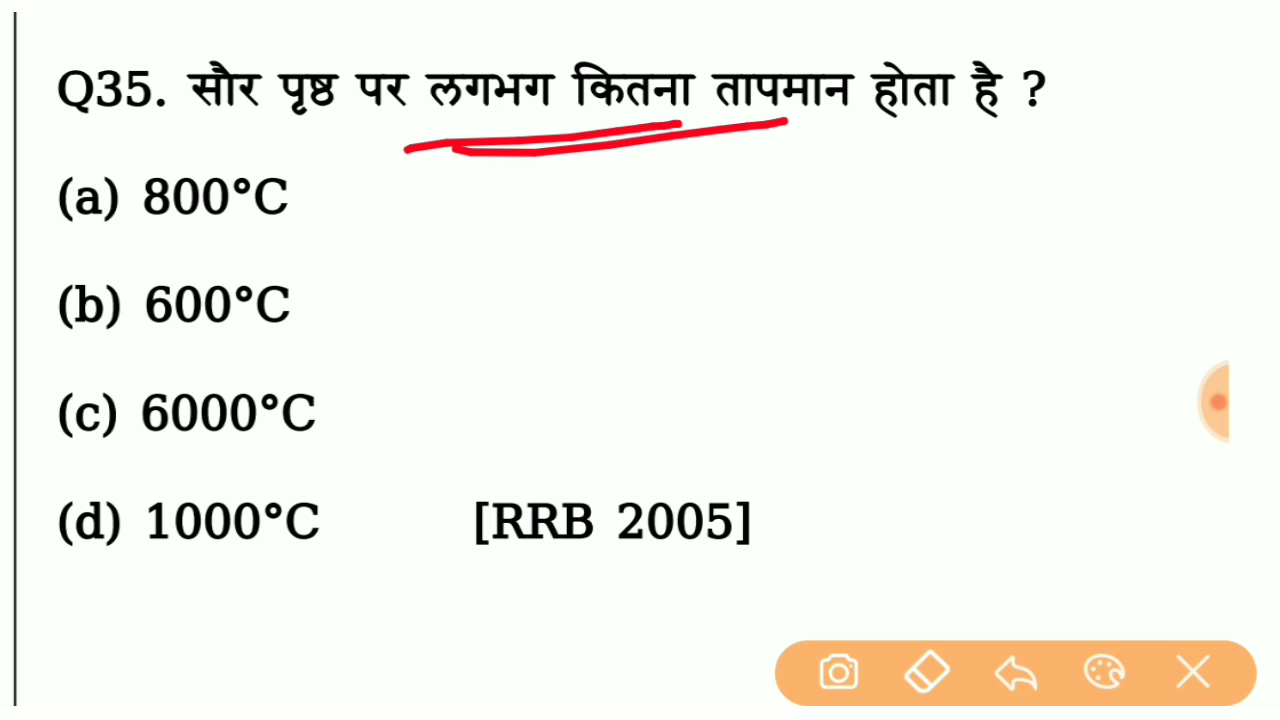 Q35. सौर पृष्ठ पर लगभग कितना तापमान होता है ?
(a) 800°C
(b) 600°C
(c) 6000°C
(d) 1000°C [RRB 2005]